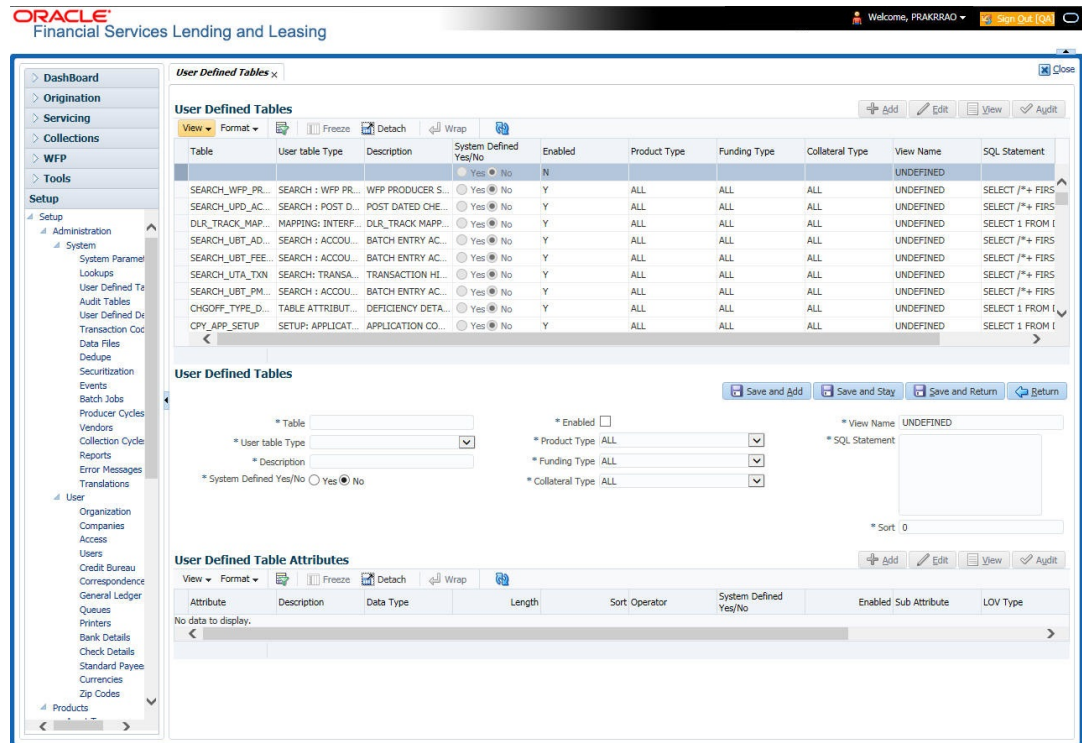 ORACLE
Financial Services Lending and Leasing
Welcome, PRAKRRAO
Sign Out [QA]
DashBoard
Origination
Servicing
Collections
WFP
Tools
Setup
Setup
Administration
System
System Paramet
Lookups
User Defined Ta
Audit Tables
User Defined De
Transaction Cod
Data Files
Dedupe
Securitization
Events
Batch Jobs
Producer Cycles
Vendors
Collection Cycles
Reports
Error Messages
Translations
User
Organization
Companies
Access
Users
Credit Bureau
Correspondence
General Ledger
Queues
Printers
Bank Details
Check Details
Standard Payee
Currencies
Zip Codes
Products
User Defined Tables x
Close
User Defined Tables
Add Edit View Audit
View Format Freeze Detach Wrap
Table User table Type Description System Defined Yes/No Enabled Product Type Funding Type Collateral Type View Name SQL Statement
Yes No N UNDEFINED
SEARCH_WFP_PR... SEARCH : WFP PR... WFP PRODUCER S... Yes No Y ALL ALL ALL UNDEFINED SELECT /*+ FIRS
SEARCH_UPD_AC... SEARCH : POST D... POST DATED CHE... Yes No Y ALL ALL ALL UNDEFINED SELECT /*+ FIRS
DLR_TRACK_MAP... MAPPING: INTERF... DLR_TRACK MAPP... Yes No Y ALL ALL ALL UNDEFINED SELECT 1 FROM D
SEARCH_UBT_AD... SEARCH : ACCOU... BATCH ENTRY AC... Yes No Y ALL ALL ALL UNDEFINED SELECT /*+ FIRS
SEARCH_UBT_FEE... SEARCH : ACCOU... BATCH ENTRY AC... Yes No Y ALL ALL ALL UNDEFINED SELECT /*+ FIRS
SEARCH_UTA_TXN SEARCH: TRANSA... TRANSACTION HI... Yes No Y ALL ALL ALL UNDEFINED SELECT /*+ FIRS
SEARCH_UBT_PM... SEARCH : ACCOU... BATCH ENTRY AC... Yes No Y ALL ALL ALL UNDEFINED SELECT /*+ FIRS
CHGOFF_TYPE_D... TABLE ATTRIBUT... DEFICIENCY DETA... Yes No Y ALL ALL ALL UNDEFINED SELECT 1 FROM D
CPY_APP_SETUP SETUP: APPLICAT... APPLICATION CO... Yes No Y ALL ALL ALL UNDEFINED SELECT 1 FROM D
User Defined Tables
Save and Add Save and Stay Save and Return Return
* Table
* User table Type
* Description
* System Defined Yes/No Yes No
* Enabled
* Product Type ALL
* Funding Type ALL
* Collateral Type ALL
* View Name UNDEFINED
* SQL Statement
* Sort 0
User Defined Table Attributes
Add Edit View Audit
View Format Freeze Detach Wrap
Attribute Description Data Type Length Sort Operator System Defined Yes/No Enabled Sub Attribute LOV Type
No data to display.